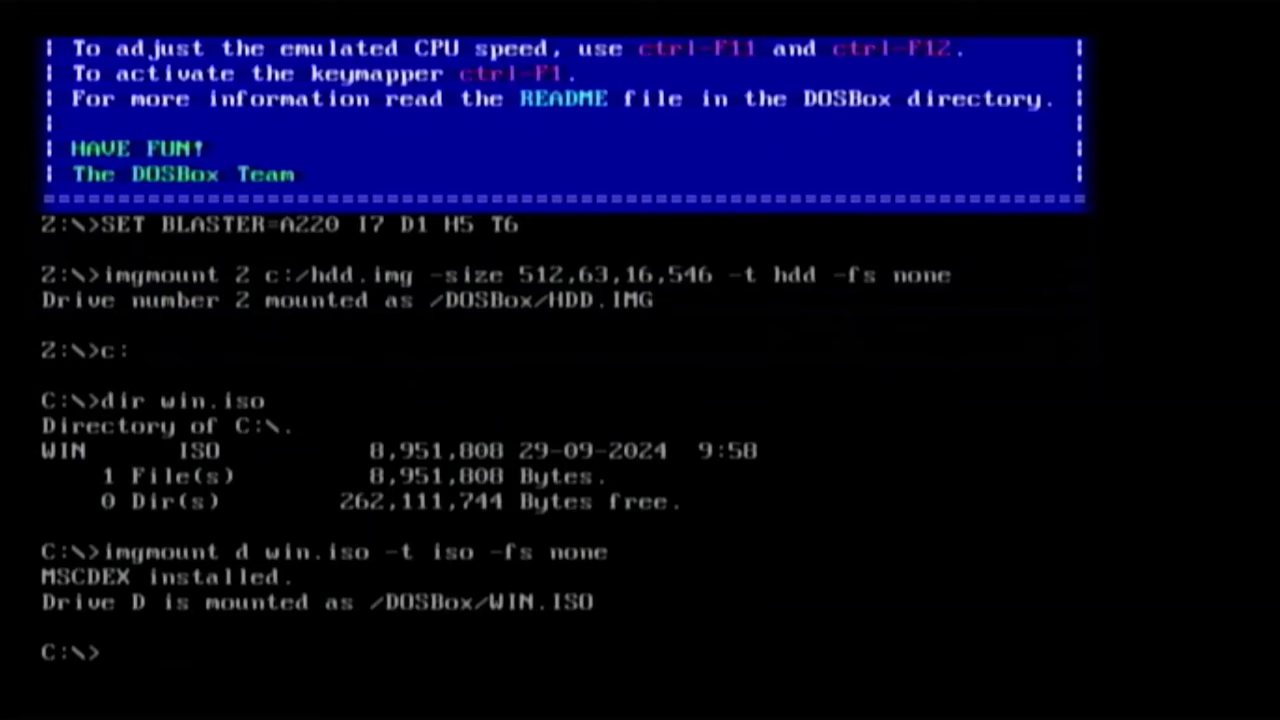 To adjust the emulated CPU speed, use ctrl-F11 and ctrl-F12.
To activate the keymapper ctrl-F1.
For more information read the README file in the DOSBox directory.
HAVE FUN!
The DOSBox Team
Z:\>SET BLASTER=A220 I7 D1 H5 T6
Z:\>imgmount 2 c:/hdd.img -size 512,63,16,546 -t hdd -fs none
Drive number 2 mounted as /DOSBox/HDD.IMG
Z:\>c:
C:\>dir win.iso
Directory of C:\.
WIN ISO 8,951,808 29-09-2024 9:58
1 File(s) 8,951,808 Bytes.
0 Dir(s) 262,111,744 Bytes free.
C:\>imgmount d win.iso -t iso -fs none
MSCDEX installed.
Drive D is mounted as /DOSBox/WIN.ISO
C:\>